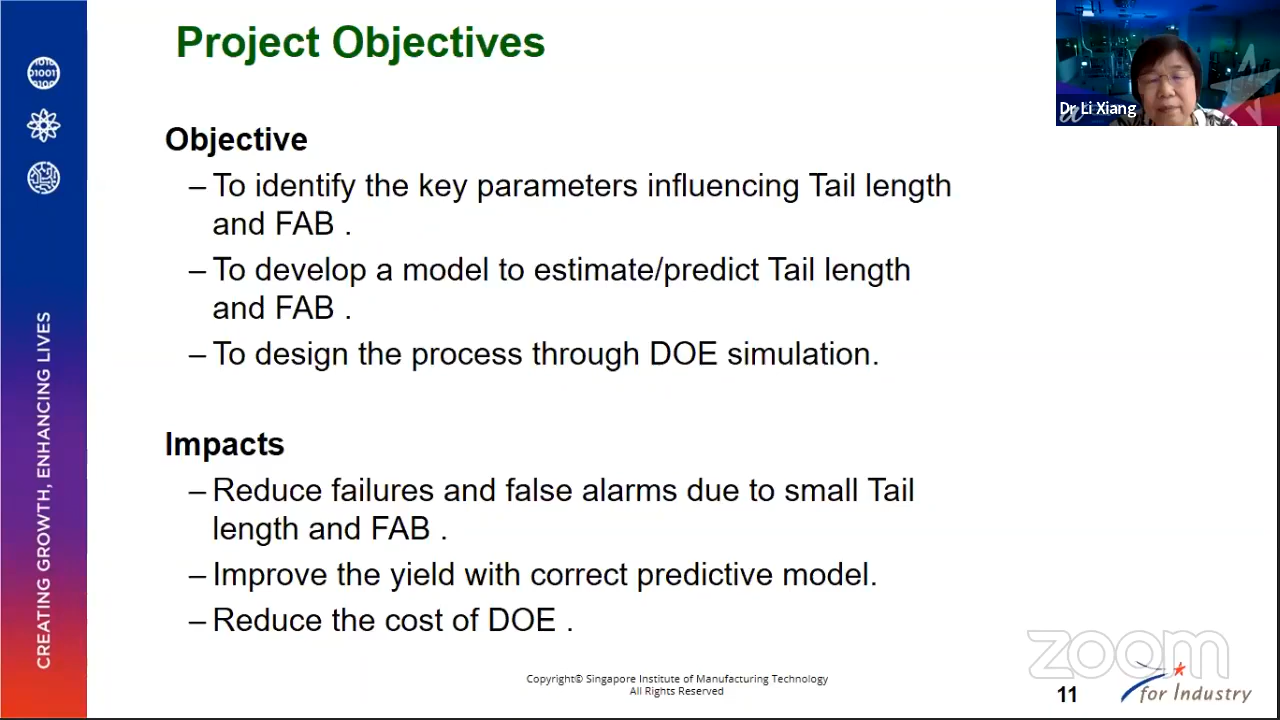 Project Objectives
Dr Li Xiang
Objective
– To identify the key parameters influencing Tail length
and FAB .
– To develop a model to estimate/predict Tail length
and FAB .
– To design the process through DOE simulation.
Impacts
– Reduce failures and false alarms due to small Tail
length and FAB .
– Improve the yield with correct predictive model.
– Reduce the cost of DOE .
CREATING GROWTH, ENHANCING LIVES
Copyright© Singapore Institute of Manufacturing Technology
All Rights Reserved
11
zoom
for Industry